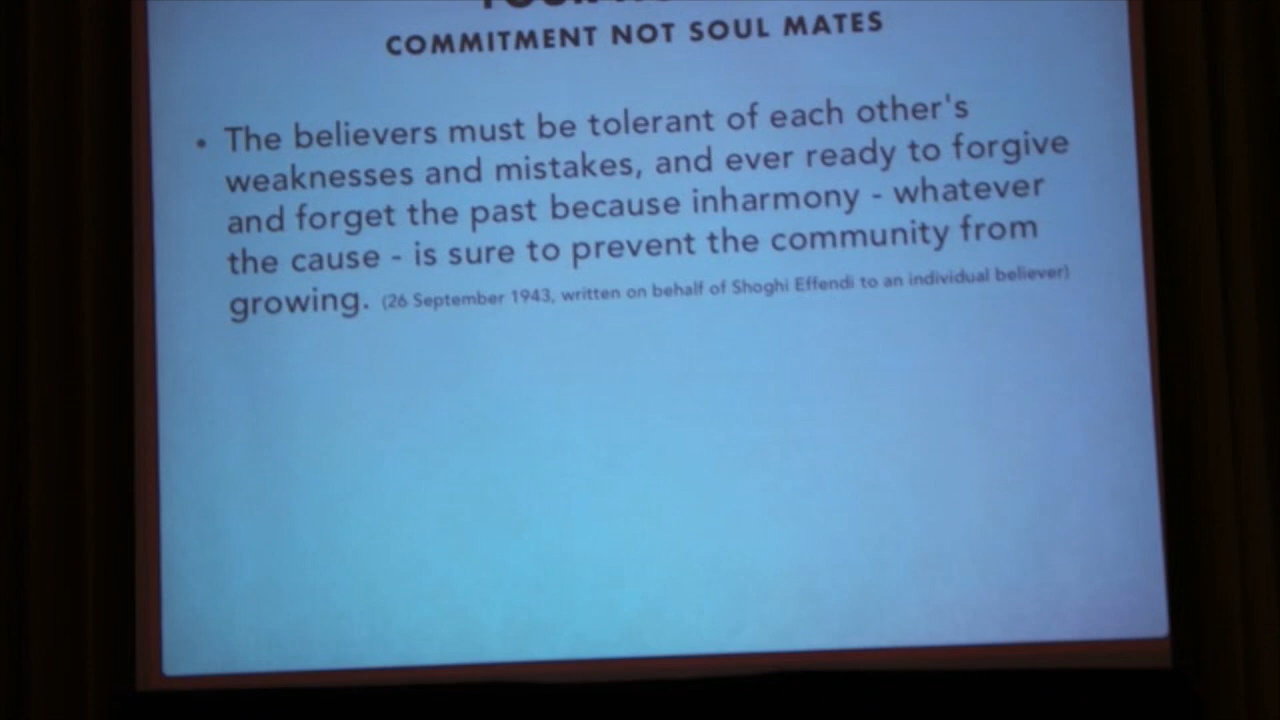 COMMITMENT NOT SOUL MATES
• The believers must be tolerant of each other's
weaknesses and mistakes, and ever ready to forgive
and forget the past because inharmony - whatever
the cause - is sure to prevent the community from
growing. (26 September 1943, written on behalf of Shoghi Effendi to an individual believer)